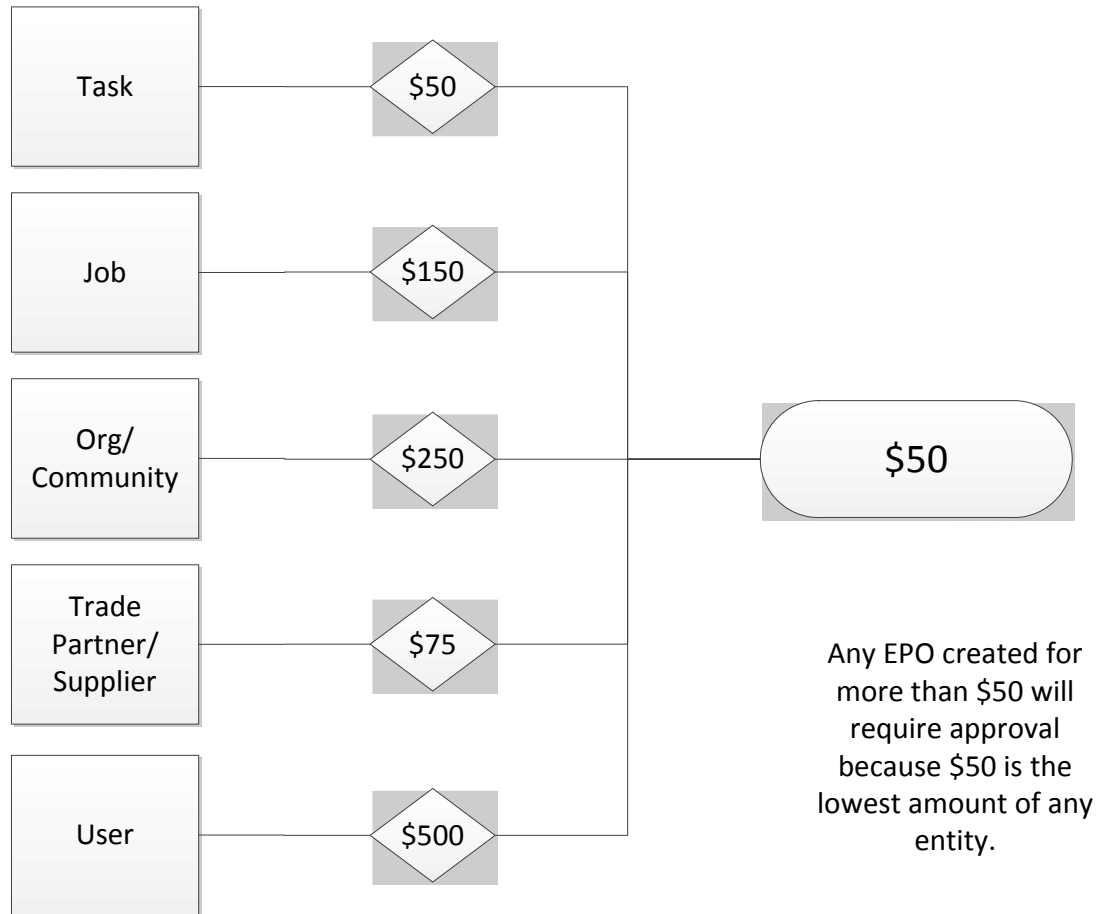 Task
$50
Job
$150
Org/
Community
$250
$50
Trade
Partner/
Supplier
$75
Any EPO created for
more than $50 will
require approval
because $50 is the
lowest amount of any
entity.
User
$500